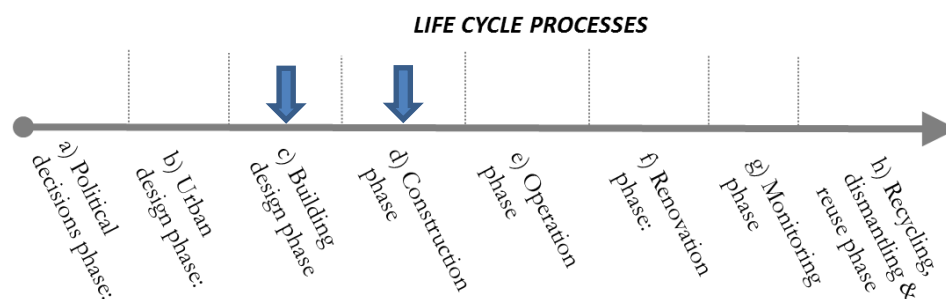 LIFE CYCLE PROCESSES
a) Political
decisions phase:
b) Urban
design phase:
c) Building
design phase
d) Construction
phase
e) Operation
phase
f) Renovation
phase:
g) Monitoring
phase
h) Recycling,
dismantling &
reuse phase